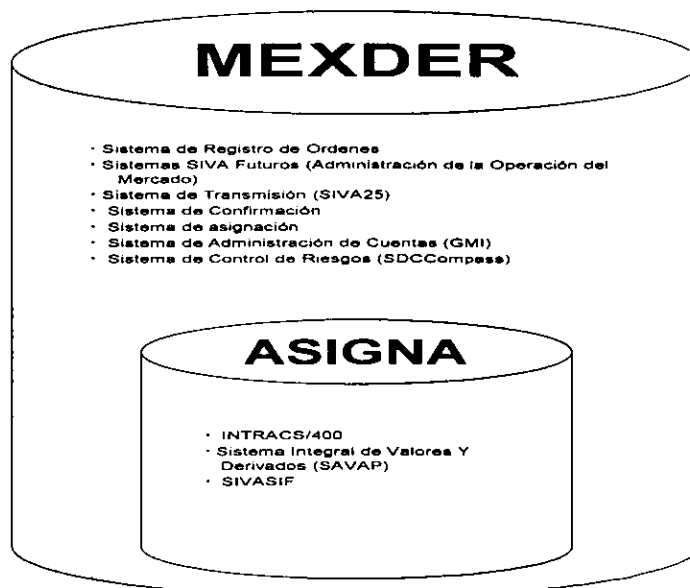 MEXDER
· Sistema de Registro de Ordenes
· Sistemas SIVA Futuros (Administración de la Operación del
Mercado)
· Sistema de Transmisión (SIVA25)
· Sistema de Confirmación
· Sistema de asignación
· Sistema de Administración de Cuentas (GMI)
· Sistema de Control de Riesgos (SDCCompass)
ASIGNA
· INTRACS/400
· Sistema Integral de Valores Y
Derivados (SAVAP)
· SIVASIF